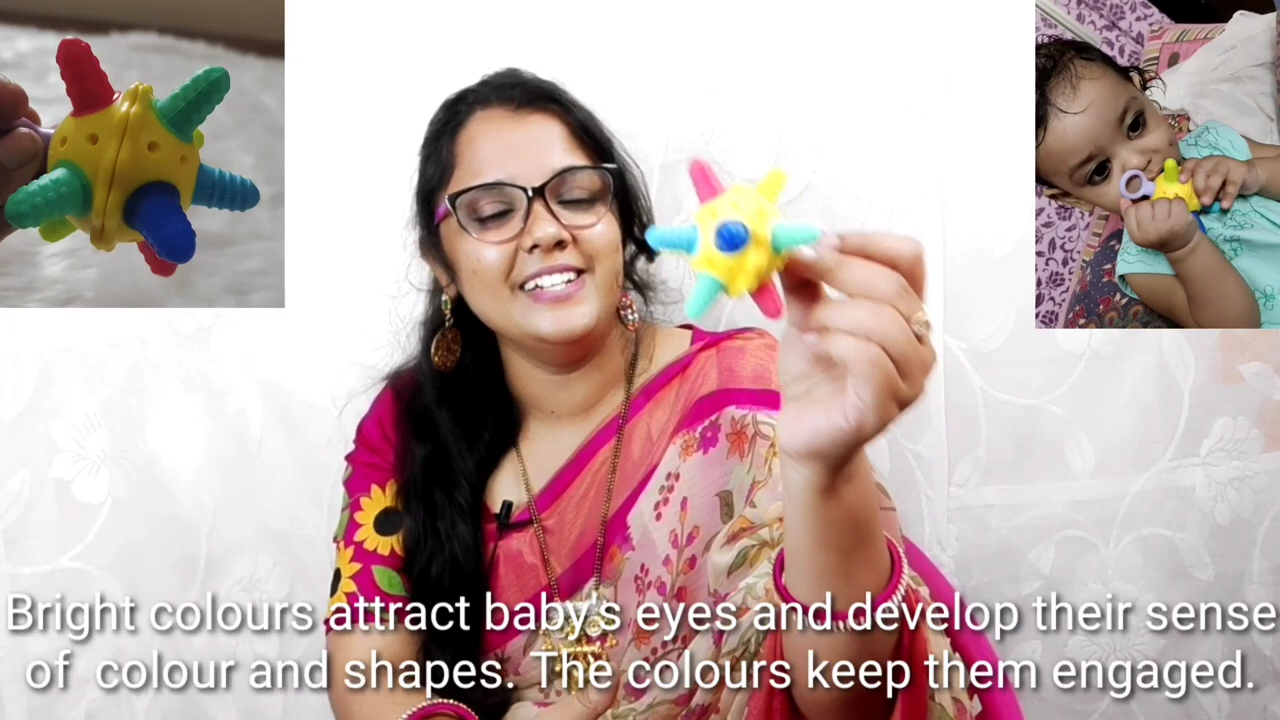 Bright colours attract baby's eyes and develop their sense
of colour and shapes. The colours keep them engaged.